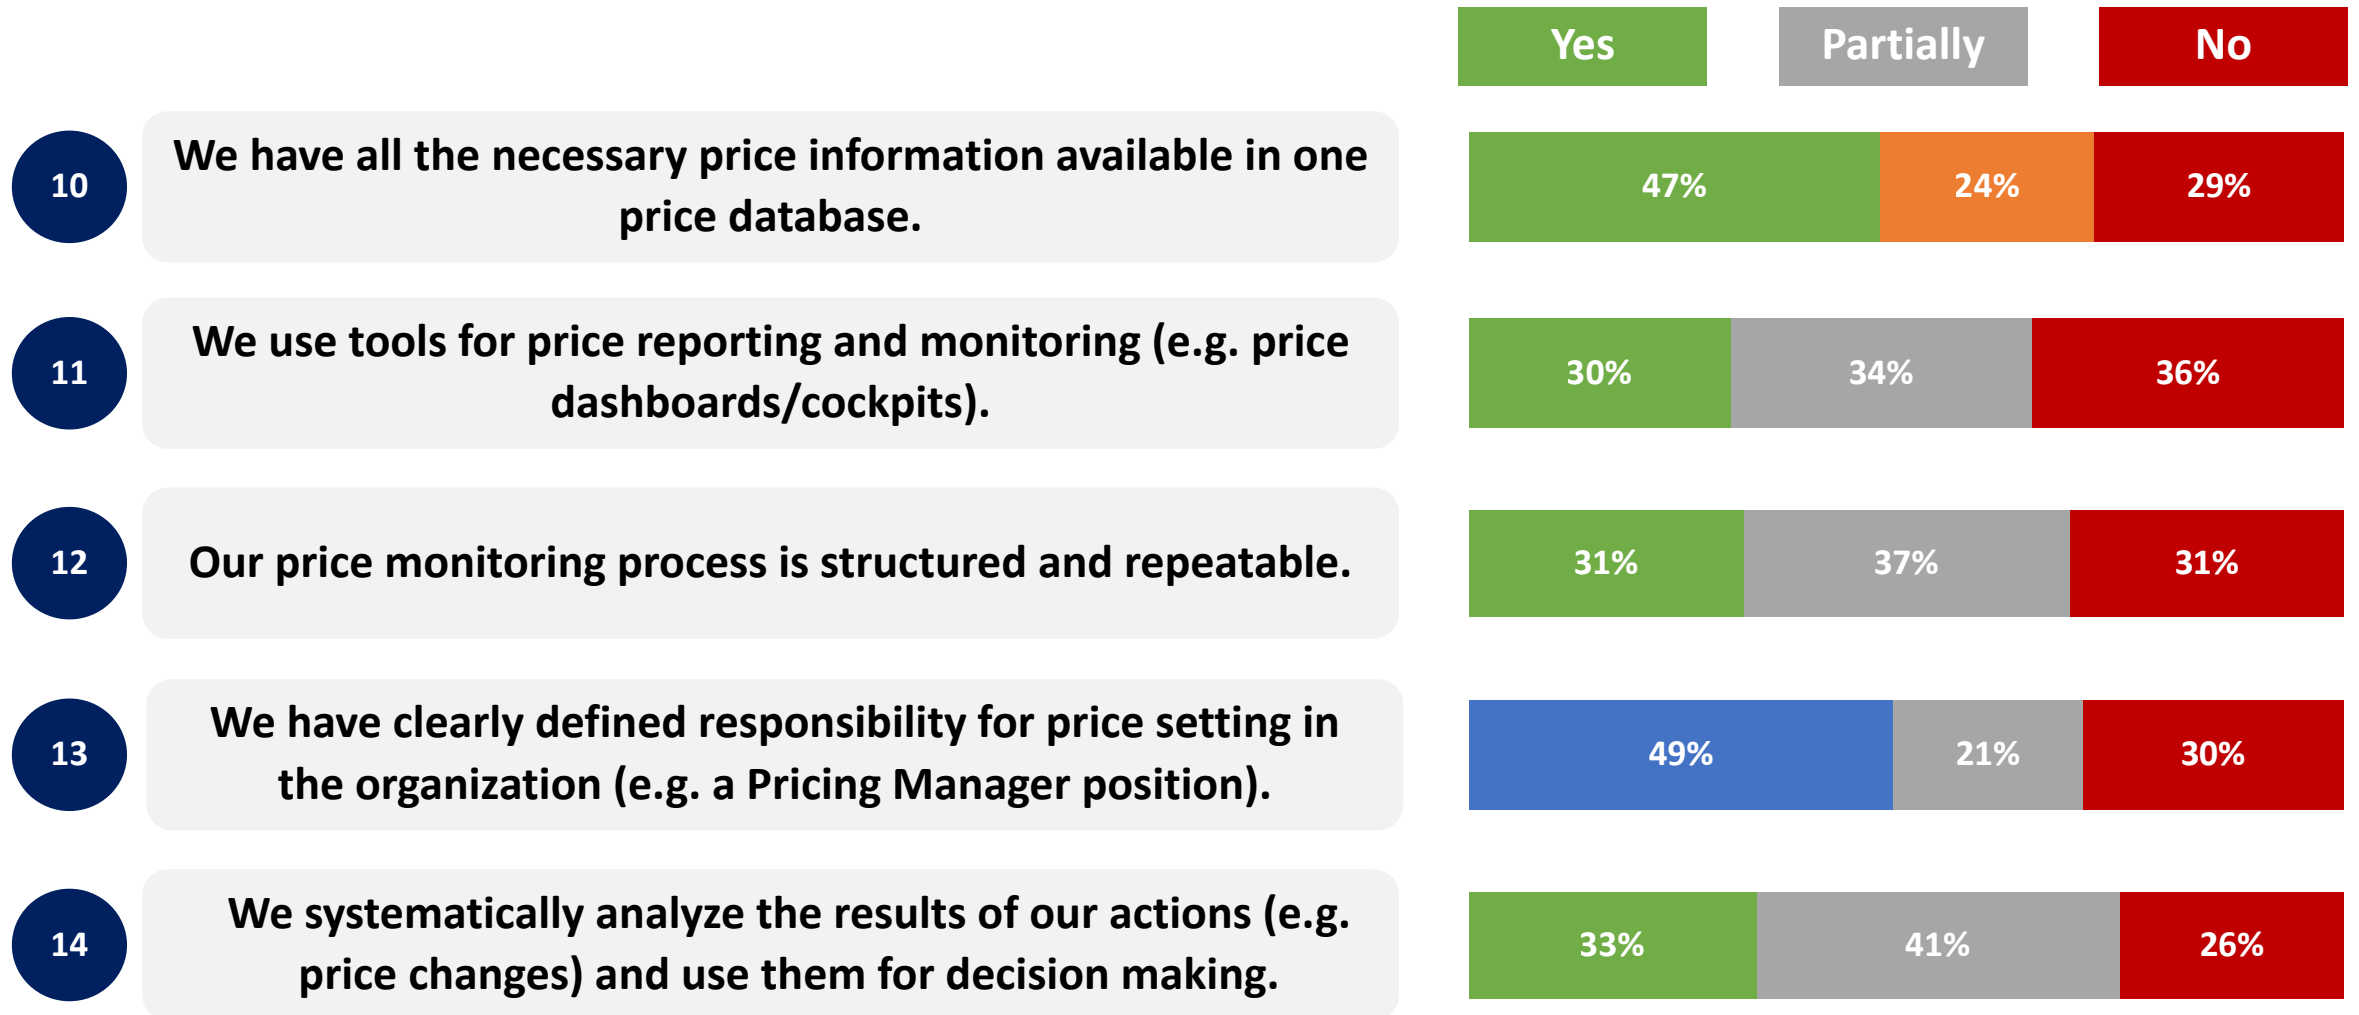 Yes Partially No
10
We have all the necessary price information available in one
price database.
47% 24% 29%
11
We use tools for price reporting and monitoring (e.g. price
dashboards/cockpits).
30% 34% 36%
12
Our price monitoring process is structured and repeatable.
31% 37% 31%
13
We have clearly defined responsibility for price setting in
the organization (e.g. a Pricing Manager position).
49% 21% 30%
14
We systematically analyze the results of our actions (e.g.
price changes) and use them for decision making.
33% 41% 26%